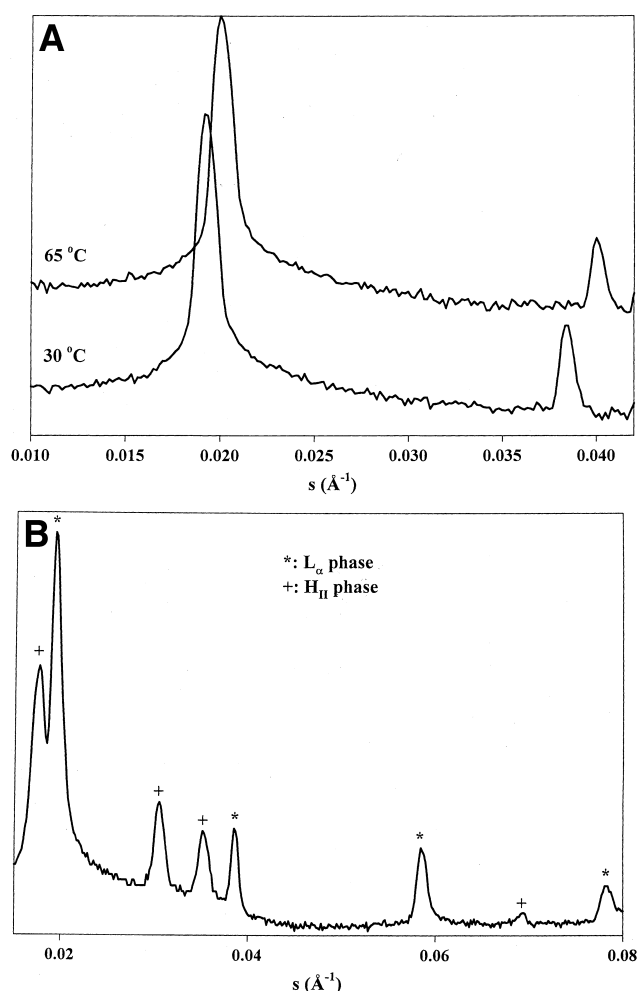 A
65 °C
30 °C
0.010 0.015 0.020 0.025 0.030 0.035 0.040
s (Å⁻¹)
B
*
+
*: Lα phase
+: HII phase
+
+
*
*
+
*
0.02 0.04 0.06 0.08
s (Å⁻¹)